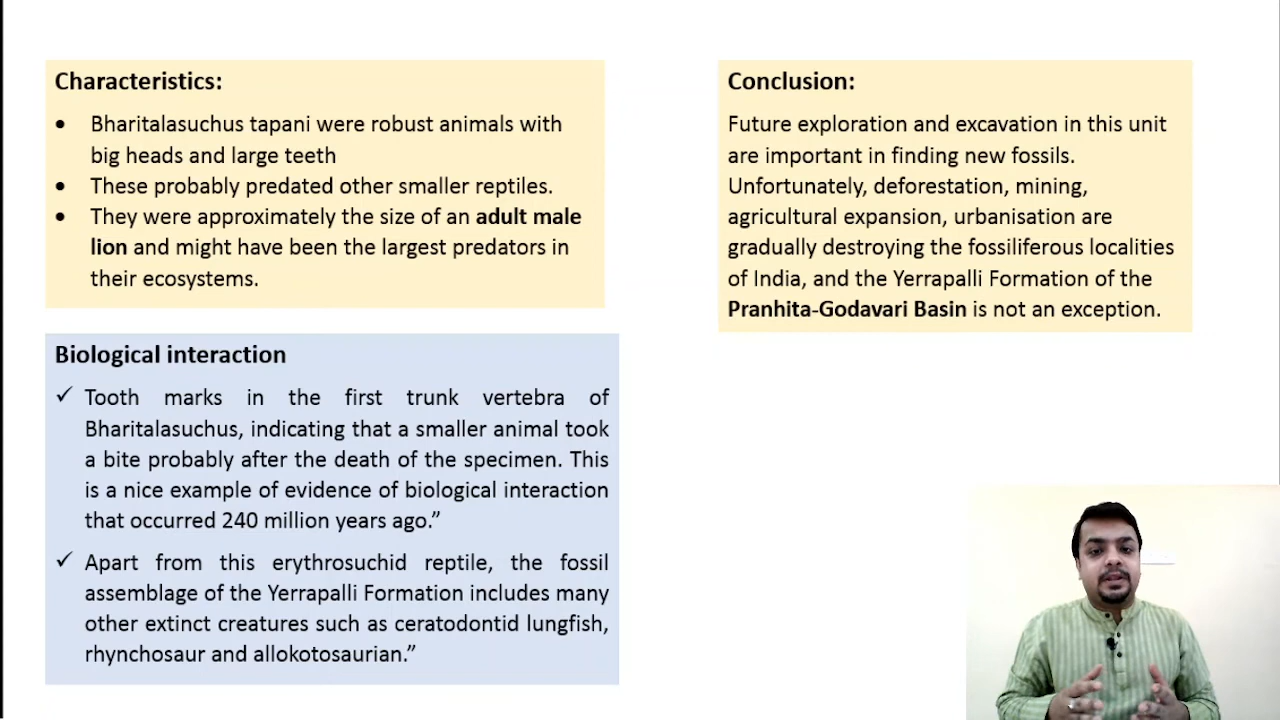 Characteristics:
• Bharitalasuchus tapani were robust animals with
big heads and large teeth
• These probably predated other smaller reptiles.
• They were approximately the size of an adult male
lion and might have been the largest predators in
their ecosystems.
Biological interaction
✓ Tooth marks in the first trunk vertebra of
Bharitalasuchus, indicating that a smaller animal took
a bite probably after the death of the specimen. This
is a nice example of evidence of biological interaction
that occurred 240 million years ago.”
✓ Apart from this erythrosuchid reptile, the fossil
assemblage of the Yerrapalli Formation includes many
other extinct creatures such as ceratodontid lungfish,
rhynchosaur and allokotosaurian.”
Conclusion:
Future exploration and excavation in this unit
are important in finding new fossils.
Unfortunately, deforestation, mining,
agricultural expansion, urbanisation are
gradually destroying the fossiliferous localities
of India, and the Yerrapalli Formation of the
Pranhita-Godavari Basin is not an exception.